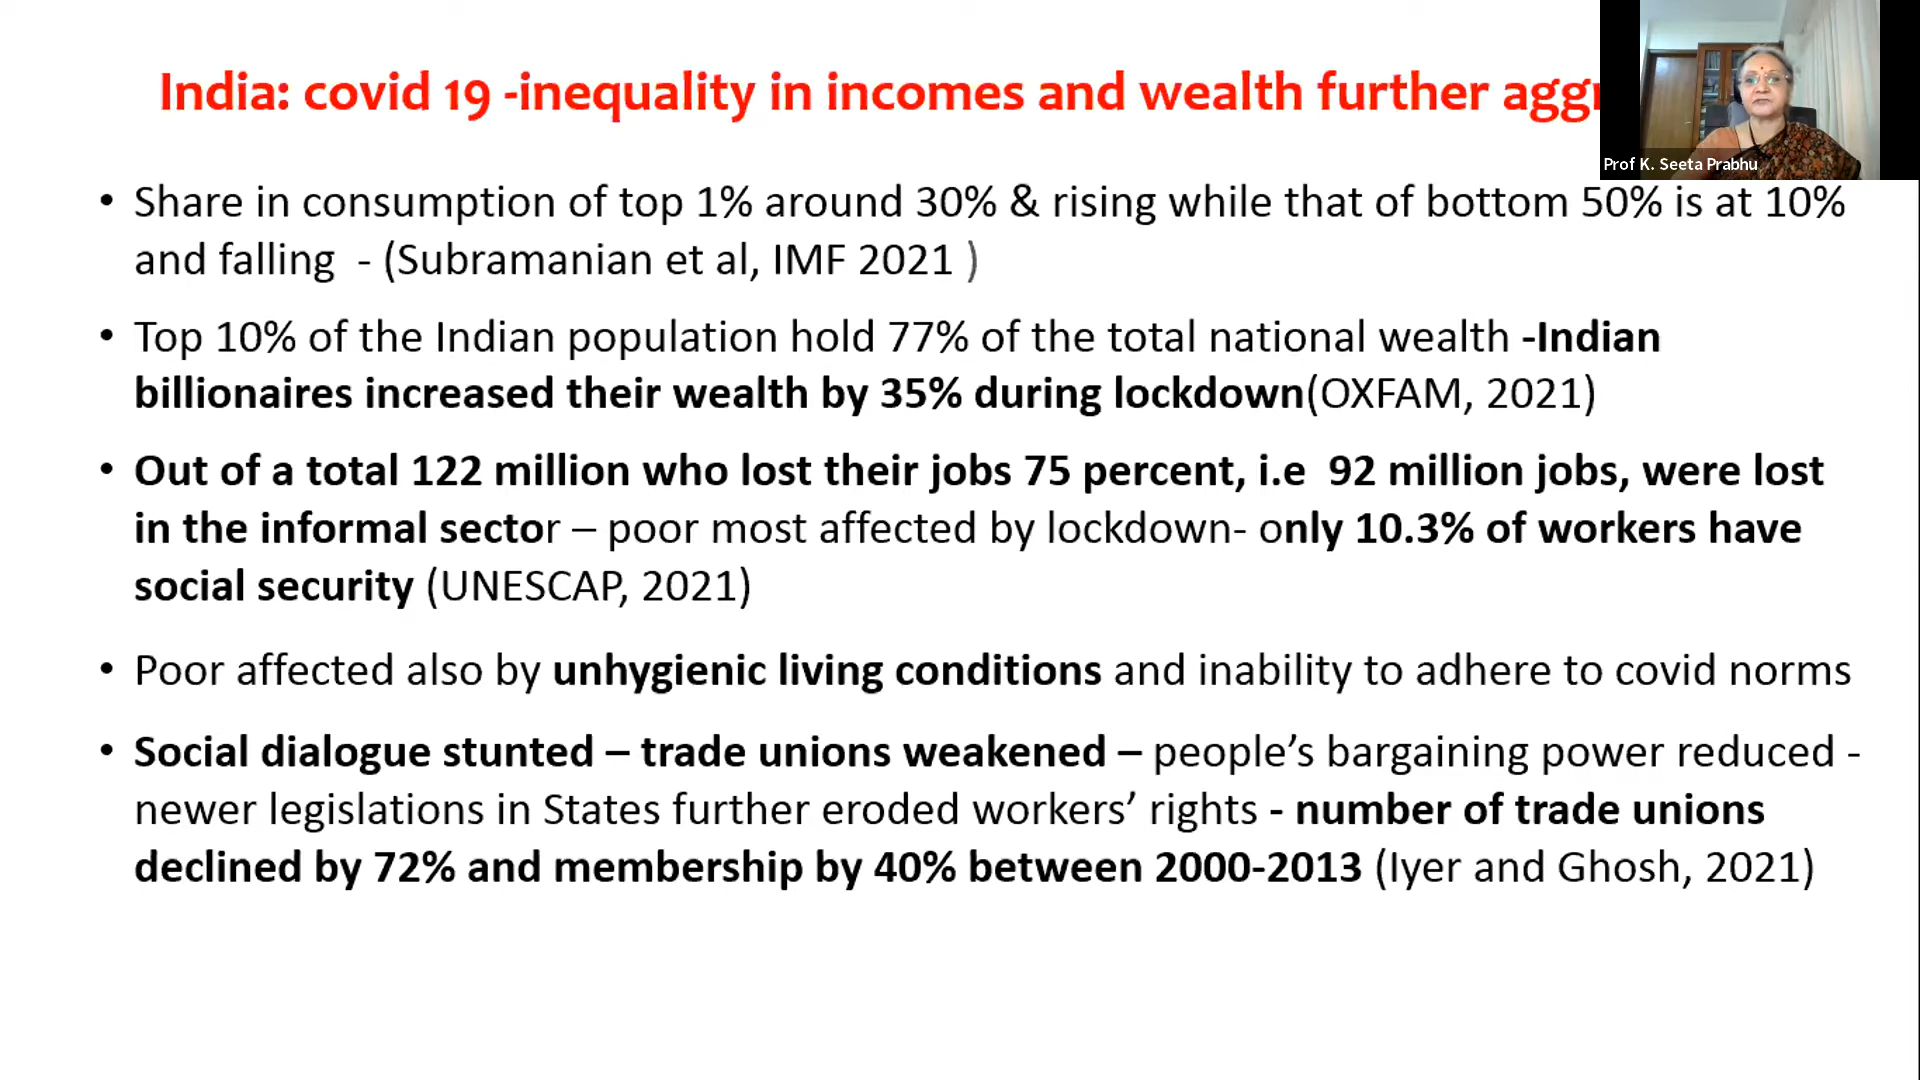 India: covid 19 -inequality in incomes and wealth further
Prof K. Seeta Prabhu
• Share in consumption of top 1% around 30% & rising while that of bottom 50% is at 10%
and falling - (Subramanian et al, IMF 2021 )
• Top 10% of the Indian population hold 77% of the total national wealth -Indian
billionaires increased their wealth by 35% during lockdown(OXFAM, 2021)
• Out of a total 122 million who lost their jobs 75 percent, i.e 92 million jobs, were lost
in the informal sector – poor most affected by lockdown- only 10.3% of workers have
social security (UNESCAP, 2021)
• Poor affected also by unhygienic living conditions and inability to adhere to covid norms
• Social dialogue stunted – trade unions weakened – people’s bargaining power reduced -
newer legislations in States further eroded workers’ rights - number of trade unions
declined by 72% and membership by 40% between 2000-2013 (Iyer and Ghosh, 2021)